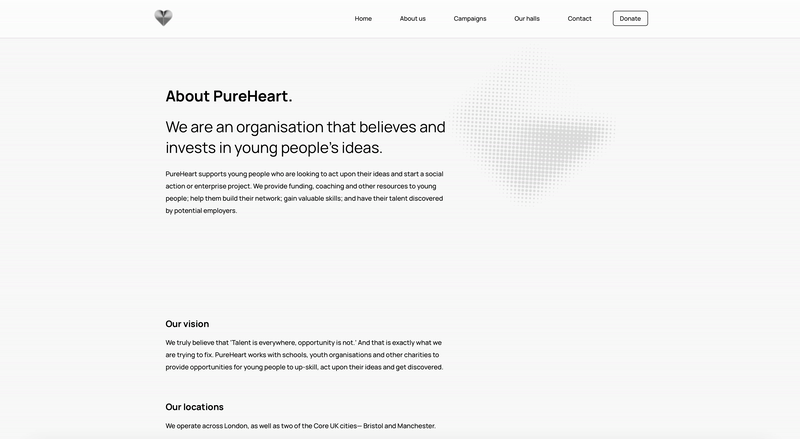 Home About us Campaigns Our halls Contact Donate
About PureHeart.
We are an organisation that believes and
invests in young people's ideas.
PureHeart supports young people who are looking to act upon their ideas and start a social
action or enterprise project. We provide funding, coaching and other resources to young
people; help them build their network; gain valuable skills; and have their talent discovered
by potential employers.
Our vision
We truly believe that 'Talent is everywhere, opportunity is not.' And that is exactly what we
are trying to fix. PureHeart works with schools, youth organisations and other charities to
provide opportunities for young people to up-skill, act upon their ideas and get discovered.
Our locations
We operate across London, as well as two of the Core UK cities— Bristol and Manchester.